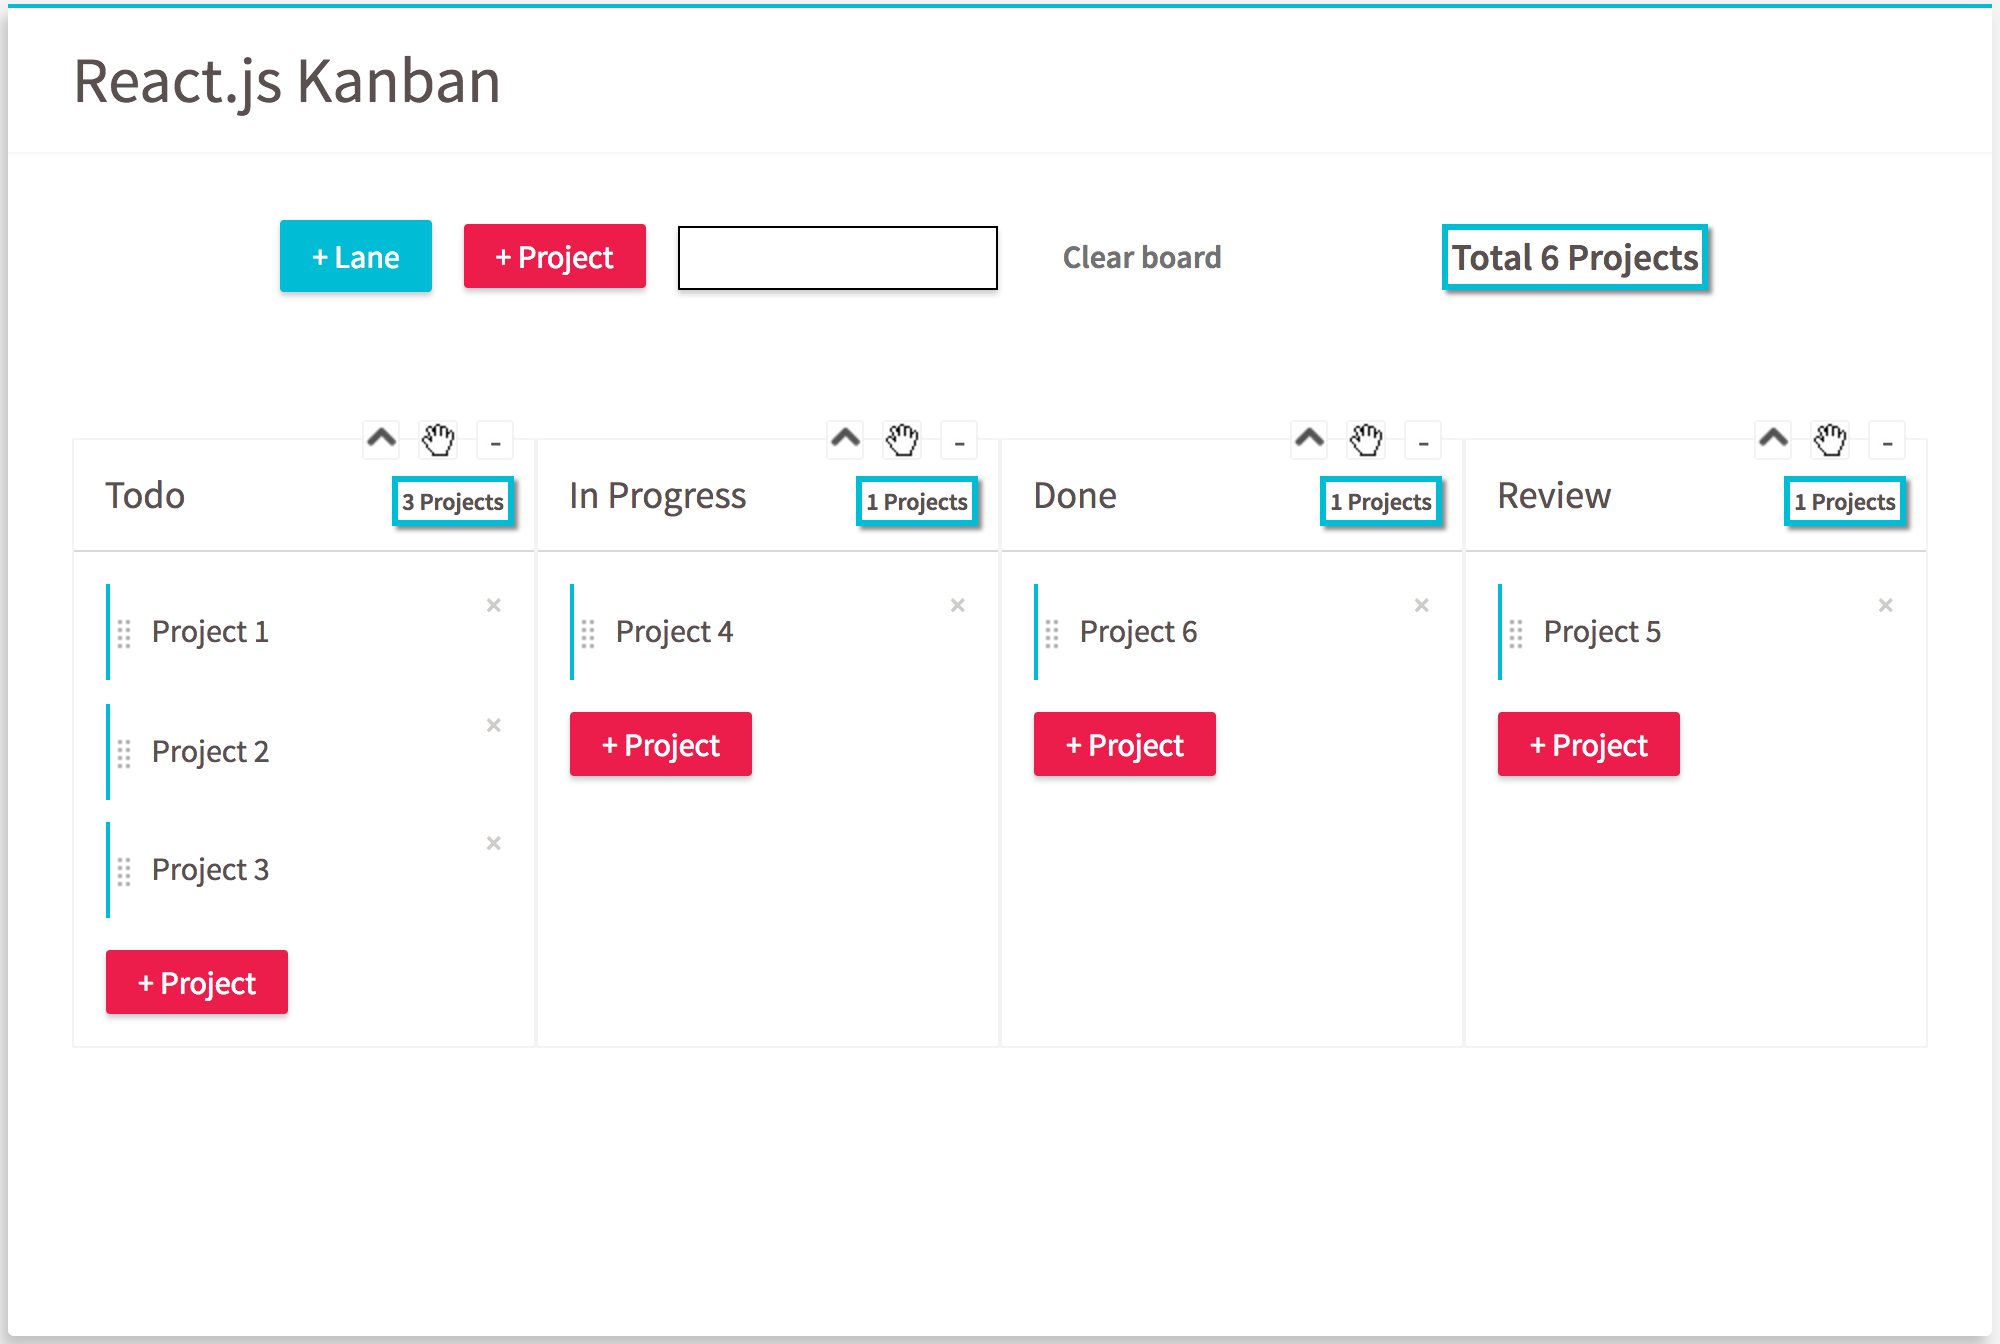 React.js Kanban
+ Lane
+ Project
Clear board
Total 6 Projects
-
-
-
-
Todo
3 Projects
In Progress
1 Projects
Done
1 Projects
Review
1 Projects
×
Project 1
×
Project 4
×
Project 6
×
Project 5
×
Project 2
+ Project
+ Project
+ Project
×
Project 3
+ Project